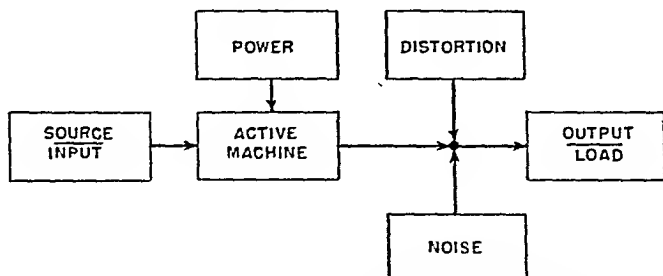 POWER
DISTORTION
SOURCE
INPUT
ACTIVE
MACHINE
OUTPUT
LOAD
NOISE